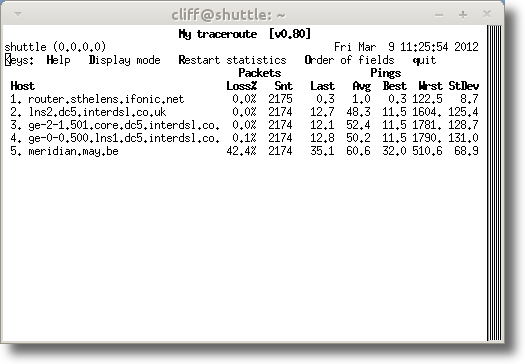 cliff@shuttle: ~
My traceroute [v0.80]
shuttle (0.0.0.0) Fri Mar 9 11:25:54 2012
Keys: Help Display mode Restart statistics Order of fields quit
Packets Pings
Host Loss% Snt Last Avg Best Wrst StDev
1. router.sthelens.ifonic.net 0.0% 2175 0.3 1.0 0.3 122.5 8.7
2. lns2.dc5.interdsl.co.uk 0.0% 2174 12.7 48.3 11.5 1604. 125.4
3. ge-2-1.501.core.dc5.interdsl.co. 0.0% 2174 12.1 52.4 11.5 1781. 128.7
4. ge-0-0.500.lns1.dc5.interdsl.co. 0.1% 2174 12.8 50.2 11.5 1790. 131.0
5. meridian.may.be 42.4% 2174 35.1 60.6 32.0 510.6 68.9